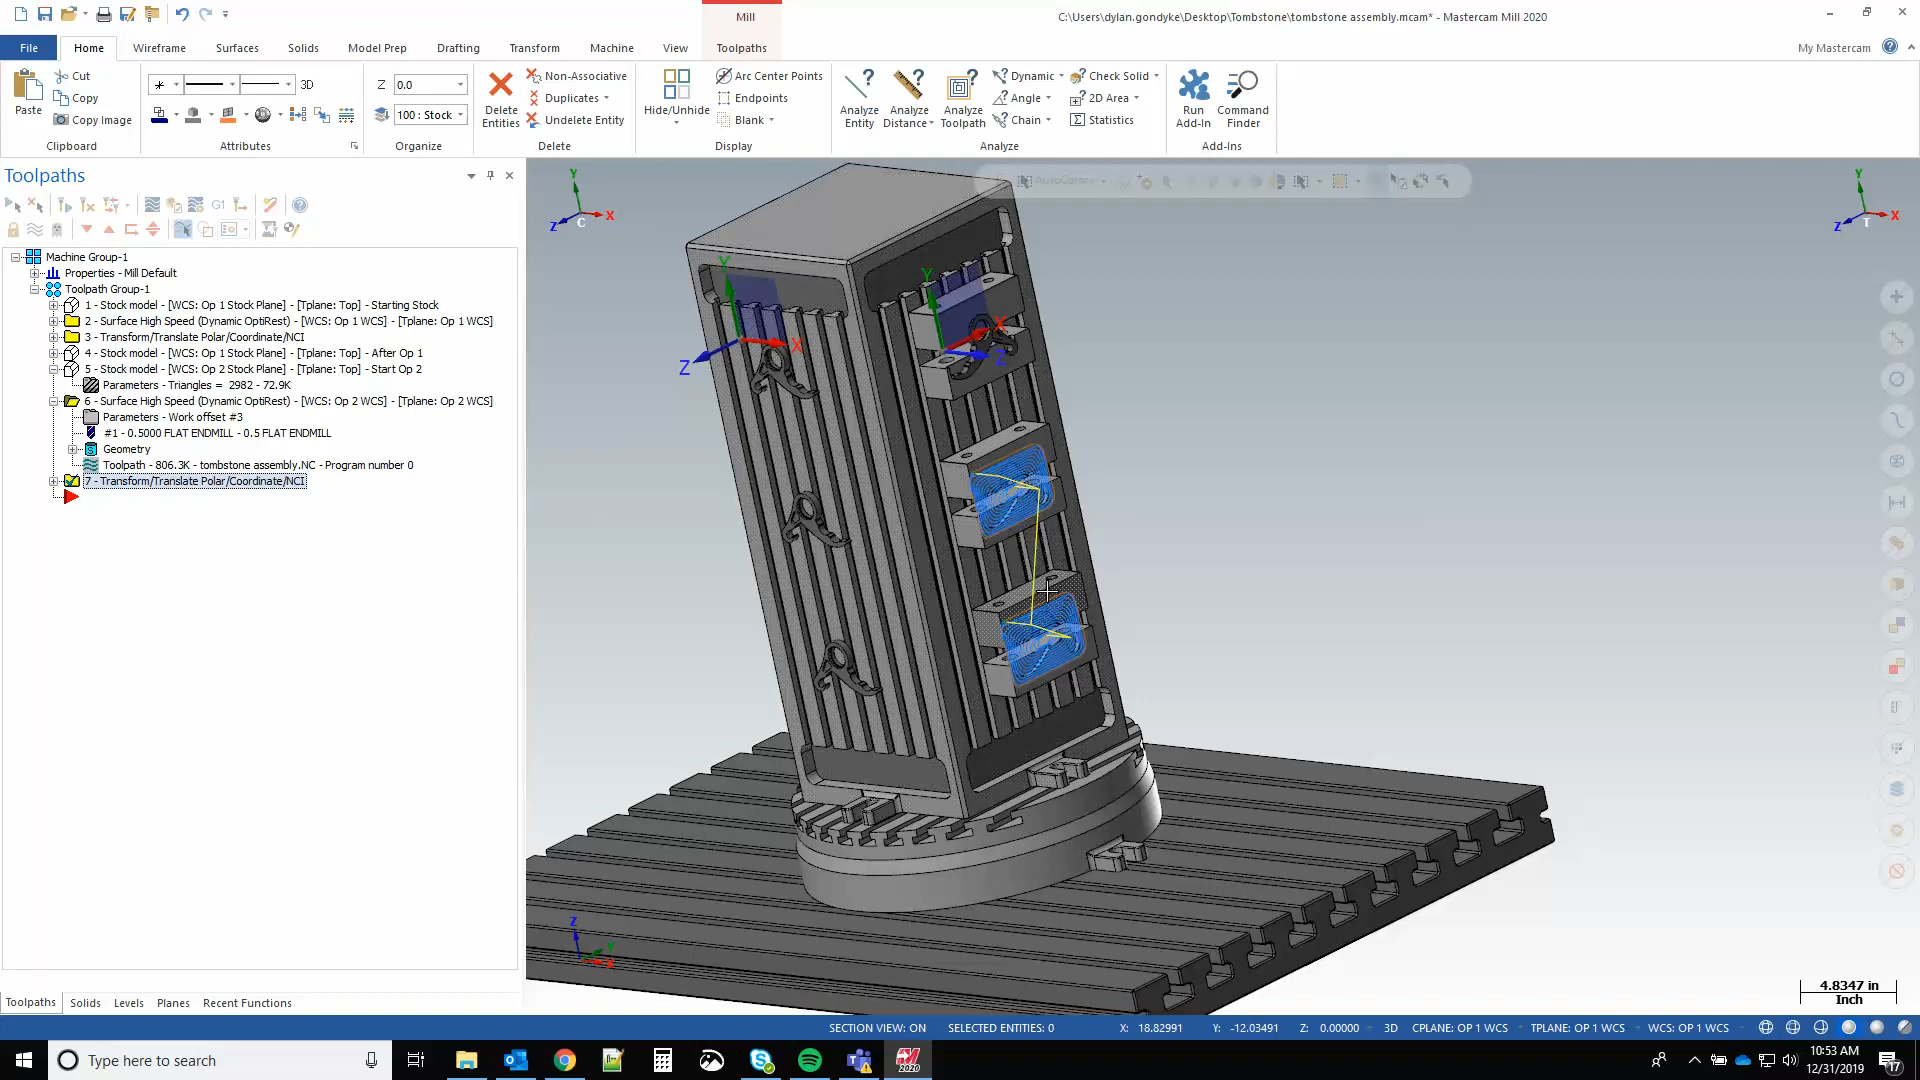 Mill
C:\Users\dylan.gondyke\Desktop\Tombstone\tombstone assembly.mcam* - Mastercam Mill 2020
File
Home
Wireframe
Surfaces
Solids
Model Prep
Drafting
Transform
Machine
View
Toolpaths
My Mastercam
Paste
Cut
Copy
Copy Image
Clipboard
3D
Attributes
Z
0.0
100 : Stock
Organize
Delete Entities
Non-Associative
Duplicates
Undelete Entity
Delete
Hide/Unhide
Arc Center Points
Endpoints
Blank
Display
Analyze Entity
Analyze Distance
Analyze Toolpath
Dynamic
Angle
Chain
Check Solid
2D Area
Statistics
Analyze
Run Add-In
Command Finder
Add-Ins
Toolpaths
G1
Machine Group-1
Properties - Mill Default
Toolpath Group-1
1 - Stock model - [WCS: Op 1 Stock Plane] - [Tplane: Top] - Starting Stock
2 - Surface High Speed (Dynamic OptiRest) - [WCS: Op 1 WCS] - [Tplane: Op 1 WCS]
3 - Transform/Translate Polar/Coordinate/NCI
4 - Stock model - [WCS: Op 1 Stock Plane] - [Tplane: Top] - After Op 1
5 - Stock model - [WCS: Op 2 Stock Plane] - [Tplane: Top] - Start Op 2
Parameters - Triangles = 2982 - 72.9K
6 - Surface High Speed (Dynamic OptiRest) - [WCS: Op 2 WCS] - [Tplane: Op 2 WCS]
Parameters - Work offset #3
#1 - 0.5000 FLAT ENDMILL - 0.5 FLAT ENDMILL
Geometry
Toolpath - 806.3K - tombstone assembly.NC - Program number 0
7 - Transform/Translate Polar/Coordinate/NCI
AutoCursor
Y
X
Z
C
Y
X
Z
T
Y
X
Z
Y
X
Z
Z
Y
X
4.8347 in
Inch
Toolpaths
Solids
Levels
Planes
Recent Functions
SECTION VIEW: ON
SELECTED ENTITIES: 0
X: 18.82991
Y: -12.03491
Z: 0.00000
3D
CPLANE: OP 1 WCS
TPLANE: OP 1 WCS
WCS: OP 1 WCS
Type here to search
2020
10:53 AM
12/31/2019
17